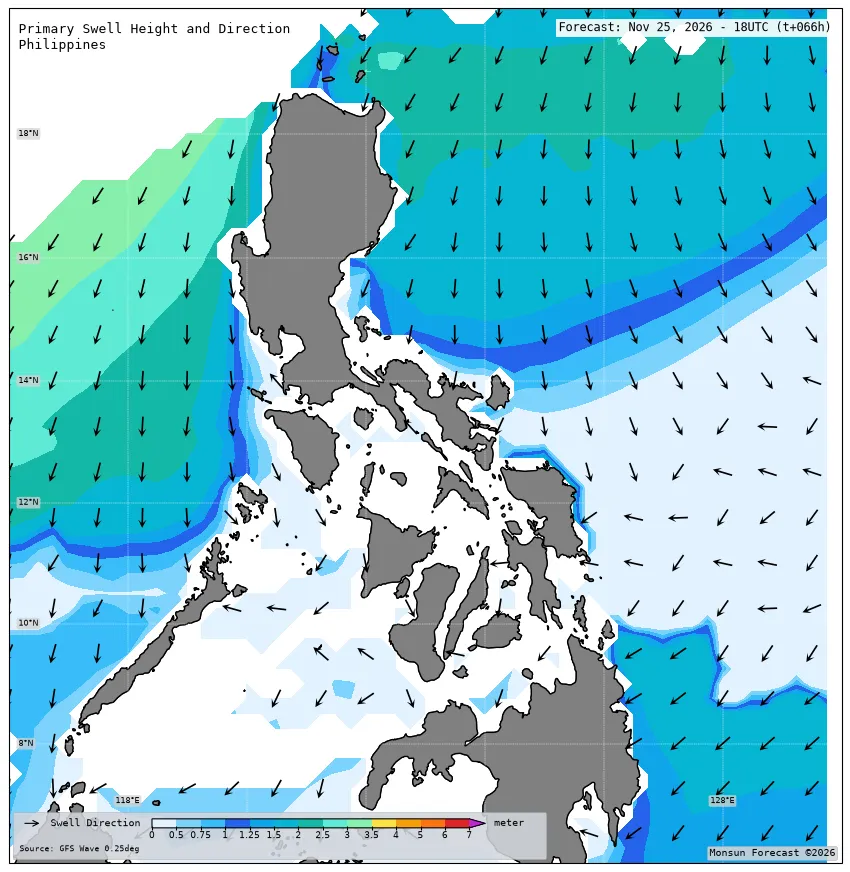 Primary Swell Height and Direction
Philippines
Forecast: Nov 25, 2026 - 18UTC (t+066h)
18°N
16°N
14°N
12°N
10°N
8°N
118°E
128°E
Swell Direction
0 0.5 0.75 1 1.25 1.5 2 2.5 3 3.5 4 5 6 7
meter
Source: GFS Wave 0.25deg
Monsun Forecast ©2026